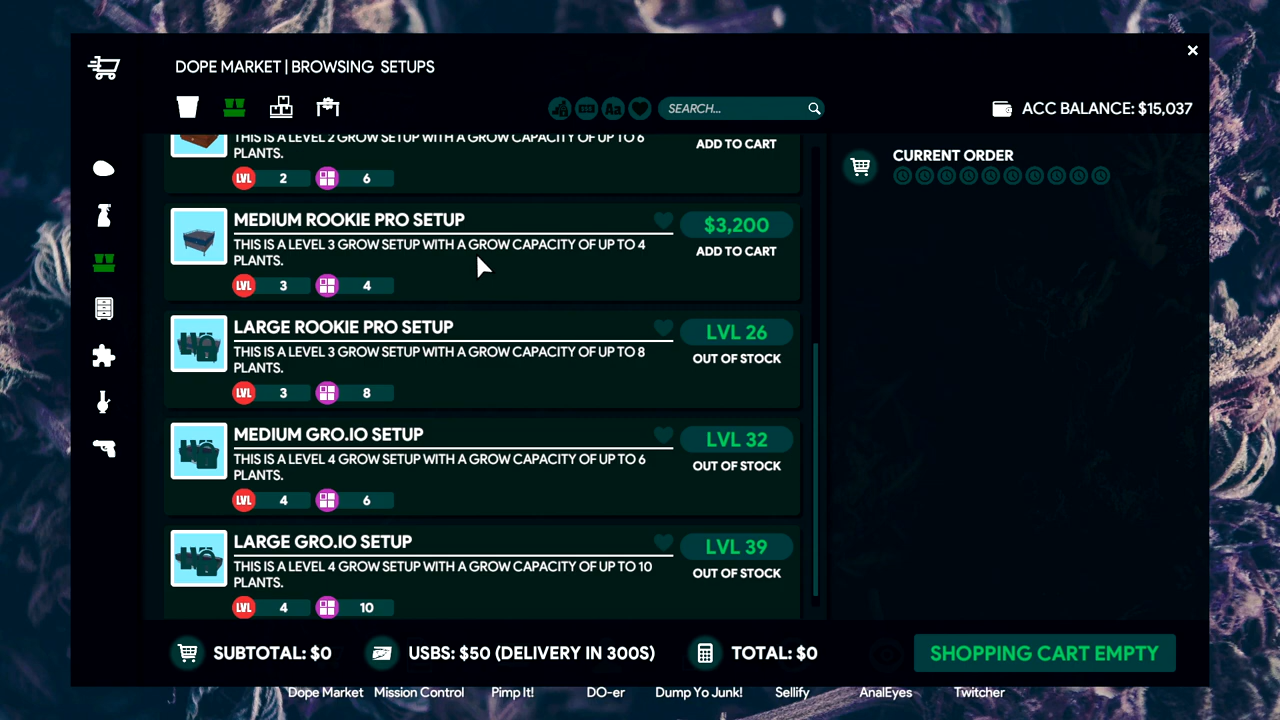 DOPE MARKET | BROWSING SETUPS
Aa
SEARCH...
ACC BALANCE: $15,037
THIS IS A LEVEL 2 GROW SETUP WITH A GROW CAPACITY OF UP TO 6
PLANTS.
ADD TO CART
LVL 2 6
MEDIUM ROOKIE PRO SETUP
$3,200
THIS IS A LEVEL 3 GROW SETUP WITH A GROW CAPACITY OF UP TO 4
PLANTS.
ADD TO CART
LVL 3 4
LARGE ROOKIE PRO SETUP
LVL 26
THIS IS A LEVEL 3 GROW SETUP WITH A GROW CAPACITY OF UP TO 8
PLANTS.
OUT OF STOCK
LVL 3 8
MEDIUM GRO.IO SETUP
LVL 32
THIS IS A LEVEL 4 GROW SETUP WITH A GROW CAPACITY OF UP TO 6
PLANTS.
OUT OF STOCK
LVL 4 6
LARGE GRO.IO SETUP
LVL 39
THIS IS A LEVEL 4 GROW SETUP WITH A GROW CAPACITY OF UP TO 10
PLANTS.
OUT OF STOCK
LVL 4 10
CURRENT ORDER
SUBTOTAL: $0
USBS: $50 (DELIVERY IN 300S)
TOTAL: $0
SHOPPING CART EMPTY
Dope Market Mission Control Pimp It! DO-er Dump Yo Junk! Sellify AnalEyes Twitcher